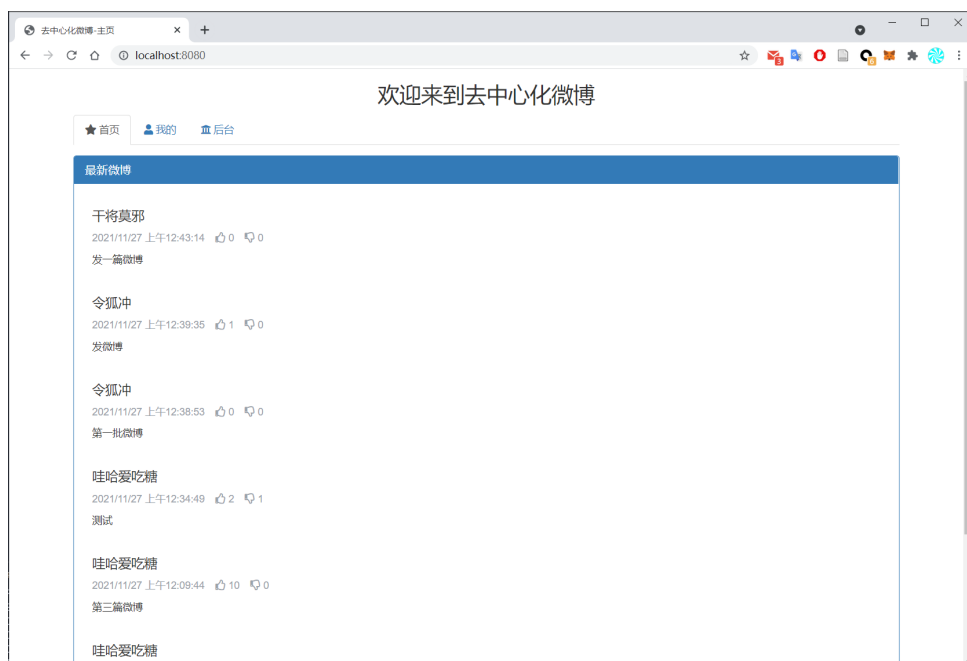 去中心化微博-主页
localhost:8080
3
6
欢迎来到去中心化微博
首页 我的 后台
最新微博
干将莫邪
2021/11/27 上午12:43:14 0 0
发一篇微博
令狐冲
2021/11/27 上午12:39:35 1 0
发微博
令狐冲
2021/11/27 上午12:38:53 0 0
第一批微博
哇哈爱吃糖
2021/11/27 上午12:34:49 2 1
测试
哇哈爱吃糖
2021/11/27 上午12:09:44 10 0
第三篇微博
哇哈爱吃糖